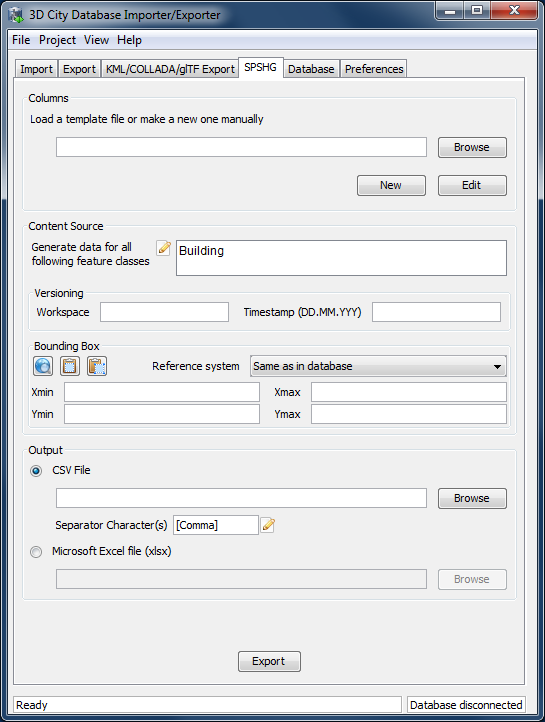 3D City Database Importer/Exporter
File Project View Help
Import Export KML/COLLADA/glTF Export SPSHG Database Preferences
Columns
Load a template file or make a new one manually
Browse
New Edit
Content Source
Generate data for all
following feature classes
Building
Versioning
Workspace Timestamp (DD.MM.YYY)
Bounding Box
Reference system Same as in database
Xmin Xmax
Ymin Ymax
Output
CSV File
Browse
Separator Character(s) [Comma]
Microsoft Excel file (xlsx)
Browse
Export
Ready Database disconnected